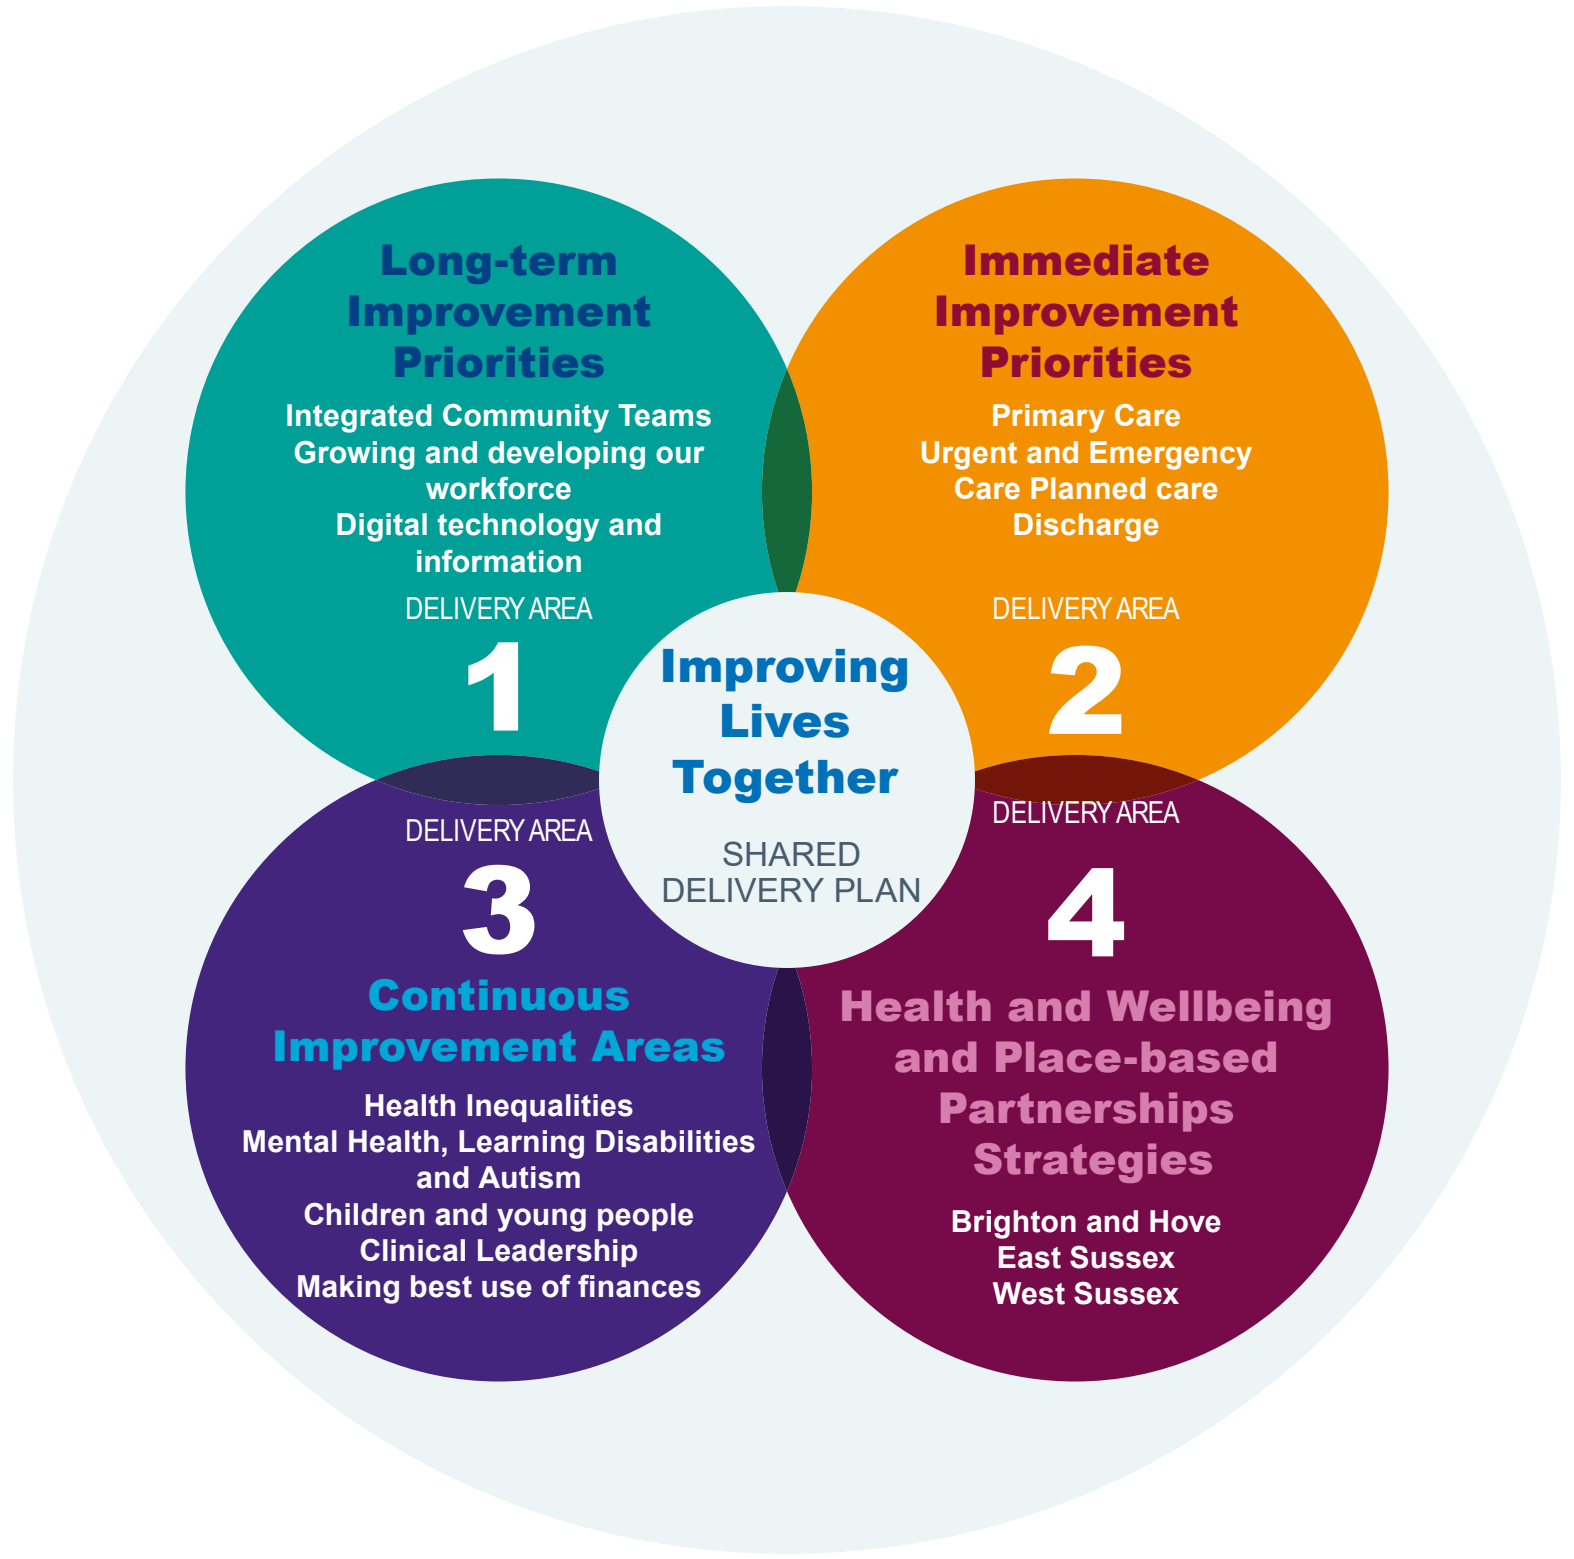 Long-term
Improvement
Priorities
Integrated Community Teams
Growing and developing our
workforce
Digital technology and
information
DELIVERY AREA
1
Immediate
Improvement
Priorities
Primary Care
Urgent and Emergency
Care Planned care
Discharge
DELIVERY AREA
2
Improving
Lives
Together
SHARED
DELIVERY PLAN
DELIVERY AREA
3
Continuous
Improvement Areas
Health Inequalities
Mental Health, Learning Disabilities
and Autism
Children and young people
Clinical Leadership
Making best use of finances
DELIVERY AREA
4
Health and Wellbeing
and Place-based
Partnerships
Strategies
Brighton and Hove
East Sussex
West Sussex